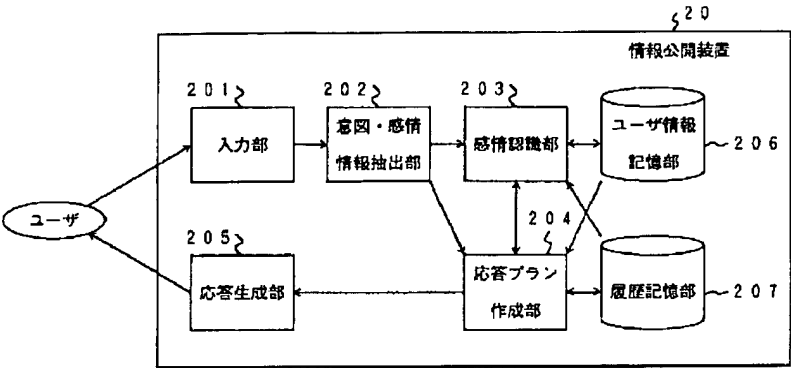 20
情報公開装置
201
202
203
入力部
意図・感情
情報抽出部
感情認識部
ユーザ情報
記憶部
206
ユーザ
204
205
応答生成部
応答プラン
作成部
履歴記憶部
207